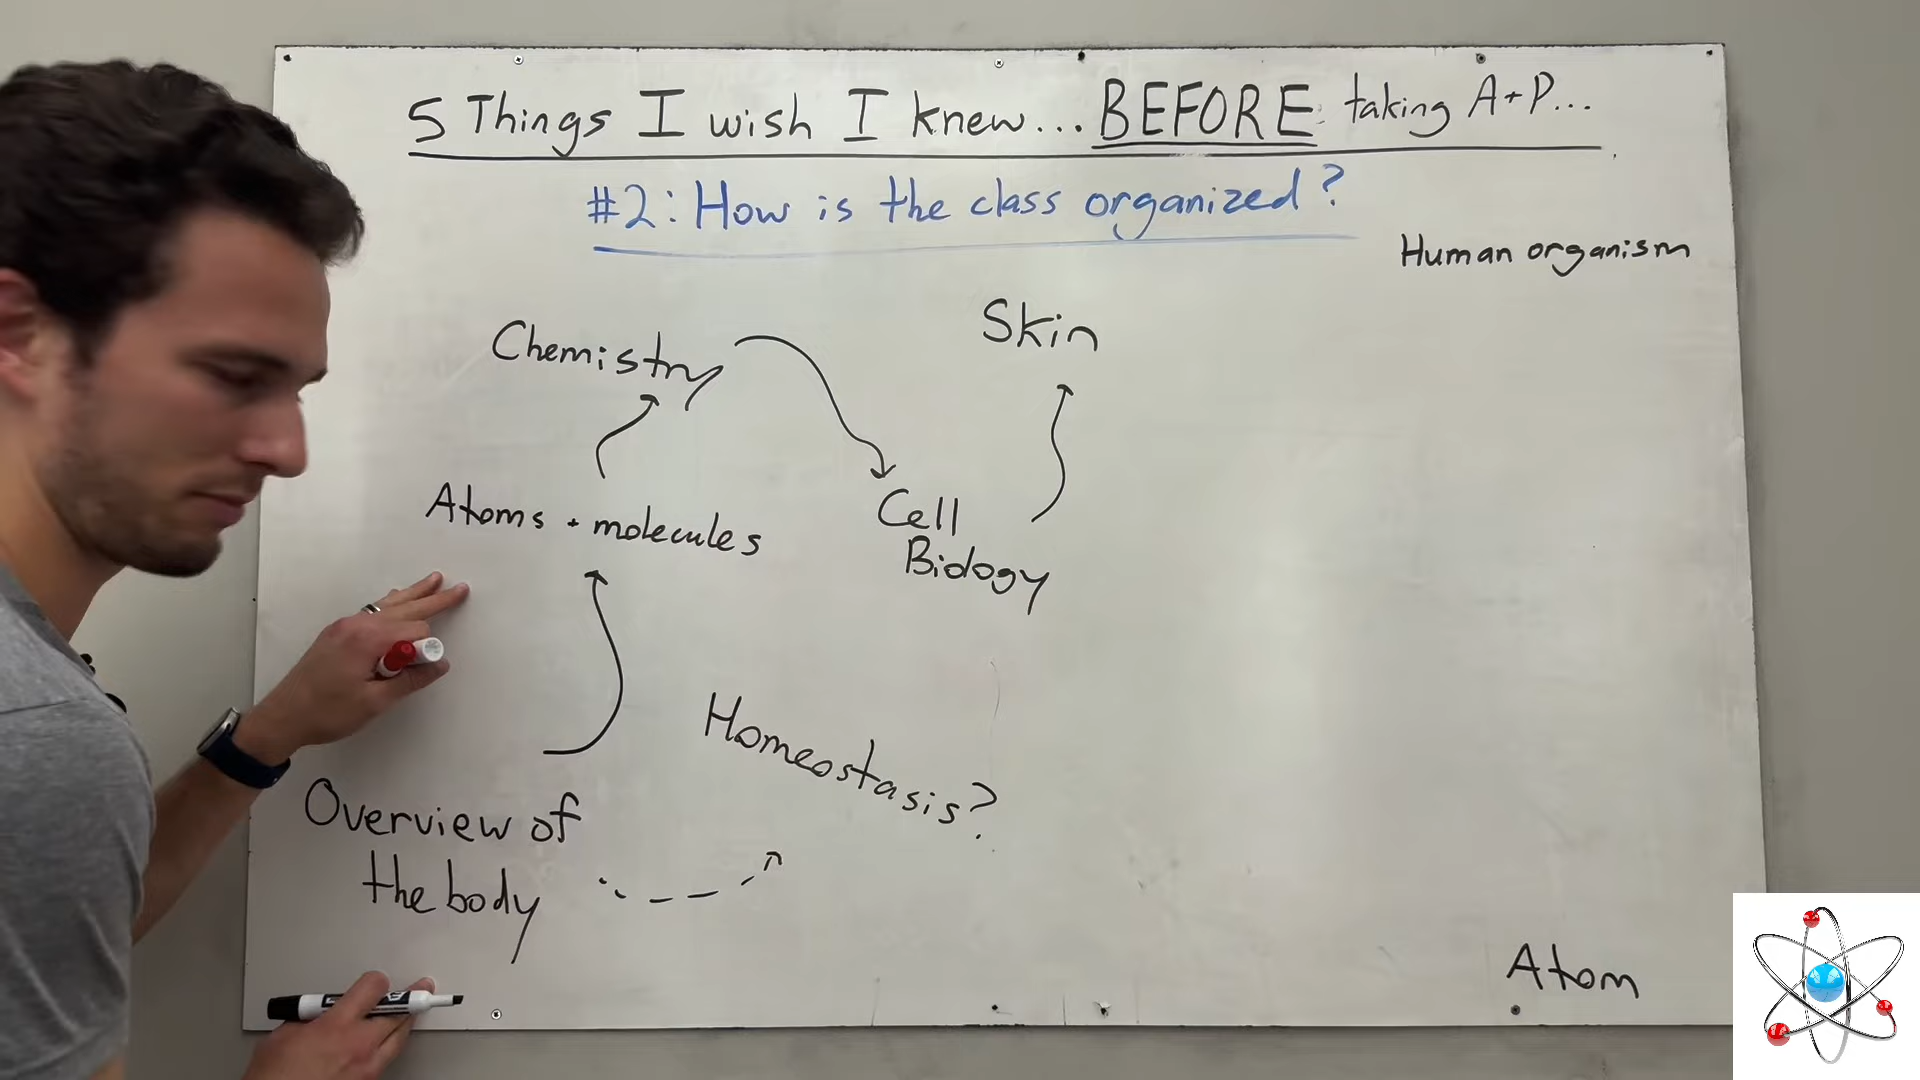 5 Things I wish I knew... BEFORE taking A+P...
#2: How is the class organized?
Human organism
Skin
Chemistry
Cell
Biology
Atoms + molecules
Homeostasis?
Overview of
the body
Atom